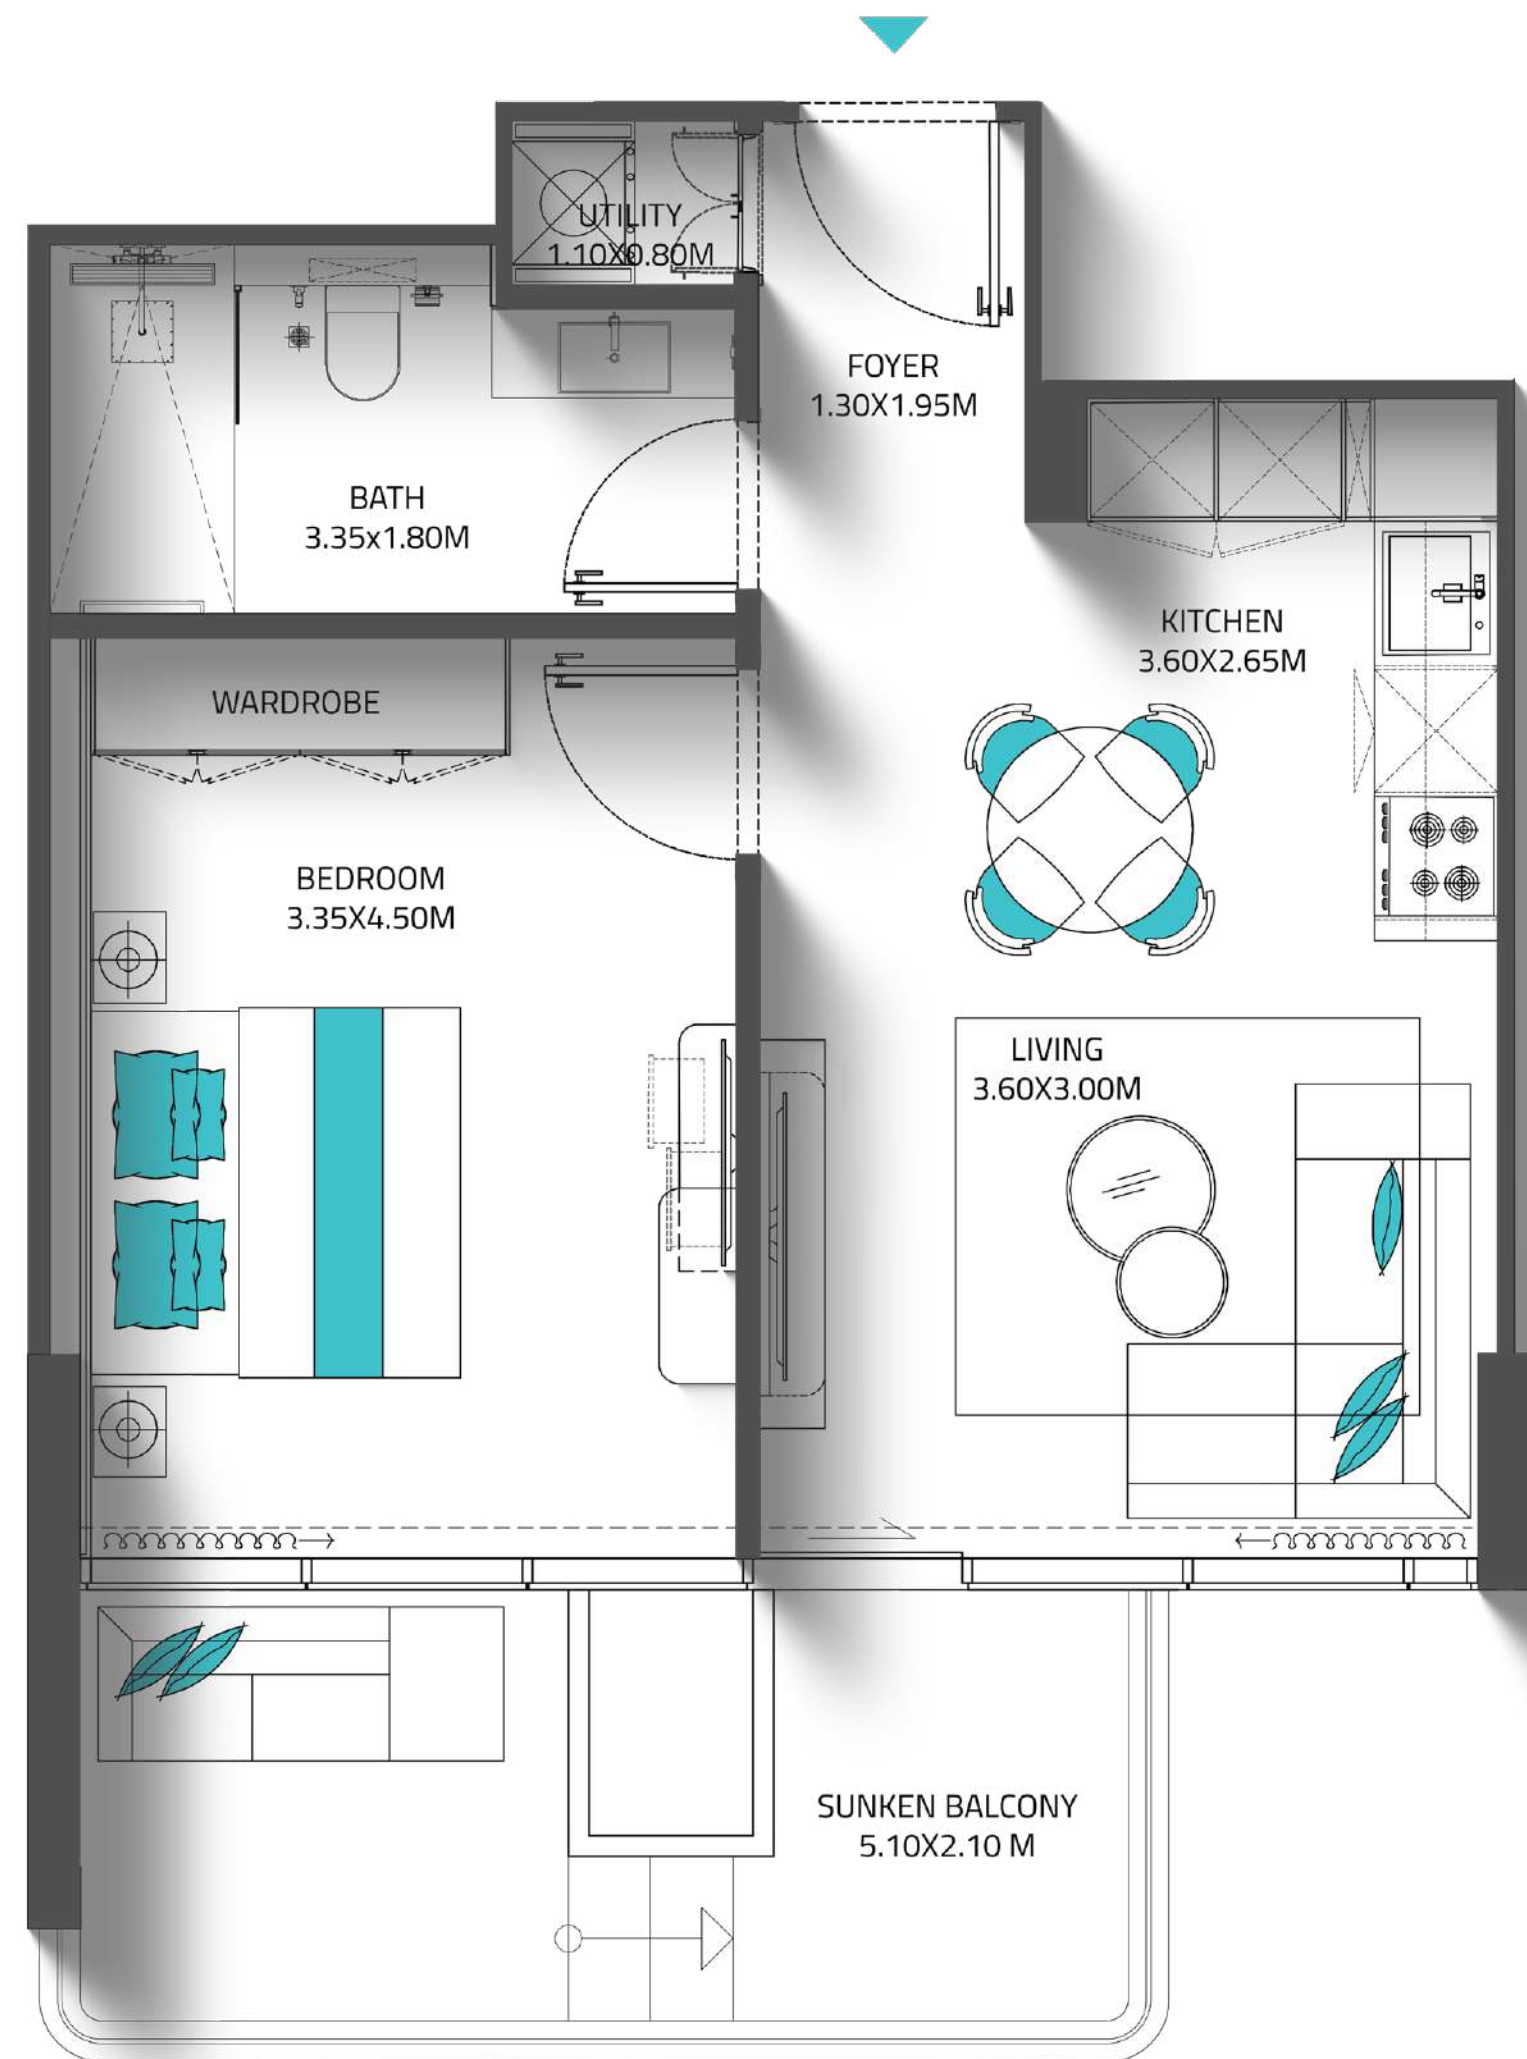 UTILITY
1.10X0.80M
FOYER
1.30X1.95M
BATH
3.35x1.80M
KITCHEN
3.60X2.65M
WARDROBE
BEDROOM
3.35X4.50M
LIVING
3.60X3.00M
SUNKEN BALCONY
5.10X2.10 M